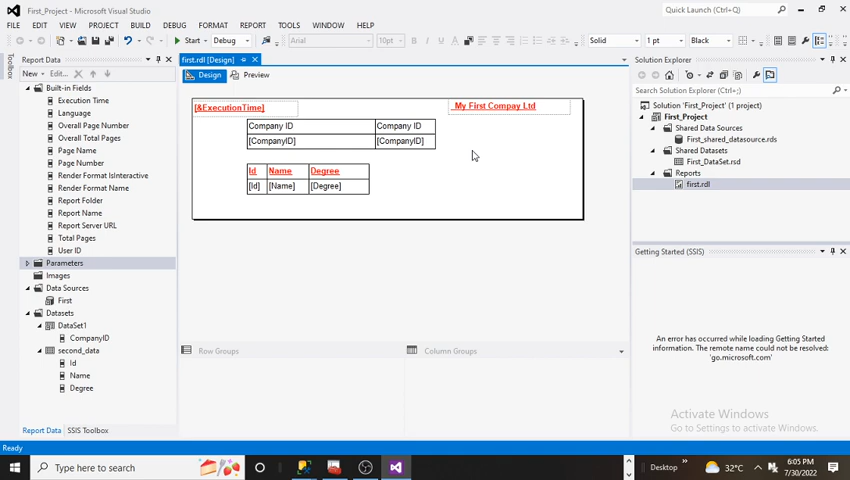 First_Project - Microsoft Visual Studio
Quick Launch (Ctrl+Q)
FILE EDIT VIEW PROJECT BUILD DEBUG FORMAT REPORT TOOLS WINDOW HELP
Start Debug Arial 10pt B I U Solid 1 pt Black
Toolbox
Report Data
New Edit...
Built-in Fields
Execution Time
Language
Overall Page Number
Overall Total Pages
Page Name
Page Number
Render Format IsInteractive
Render Format Name
Report Folder
Report Name
Report Server URL
Total Pages
User ID
Parameters
Images
Data Sources
First
Datasets
DataSet1
CompanyID
second_data
Id
Name
Degree
Report Data SSIS Toolbox
first.rdl [Design]
Design Preview
[&ExecutionTime]
My First Compay Ltd
Company ID Company ID
[CompanyID] [CompanyID]
Id Name Degree
[Id] [Name] [Degree]
Row Groups
Column Groups
Solution Explorer
Search Solution Explorer (Ctrl+;)
Solution 'First_Project' (1 project)
First_Project
Shared Data Sources
First_shared_datasource.rds
Shared Datasets
First_DataSet.rsd
Reports
first.rdl
Getting Started (SSIS)
An error has occurred while loading Getting Started
information. The remote name could not be resolved:
'go.microsoft.com'
Activate Windows
Go to Settings to activate Windows.
Ready
Type here to search
Desktop
32°C
6:05 PM
7/30/2022